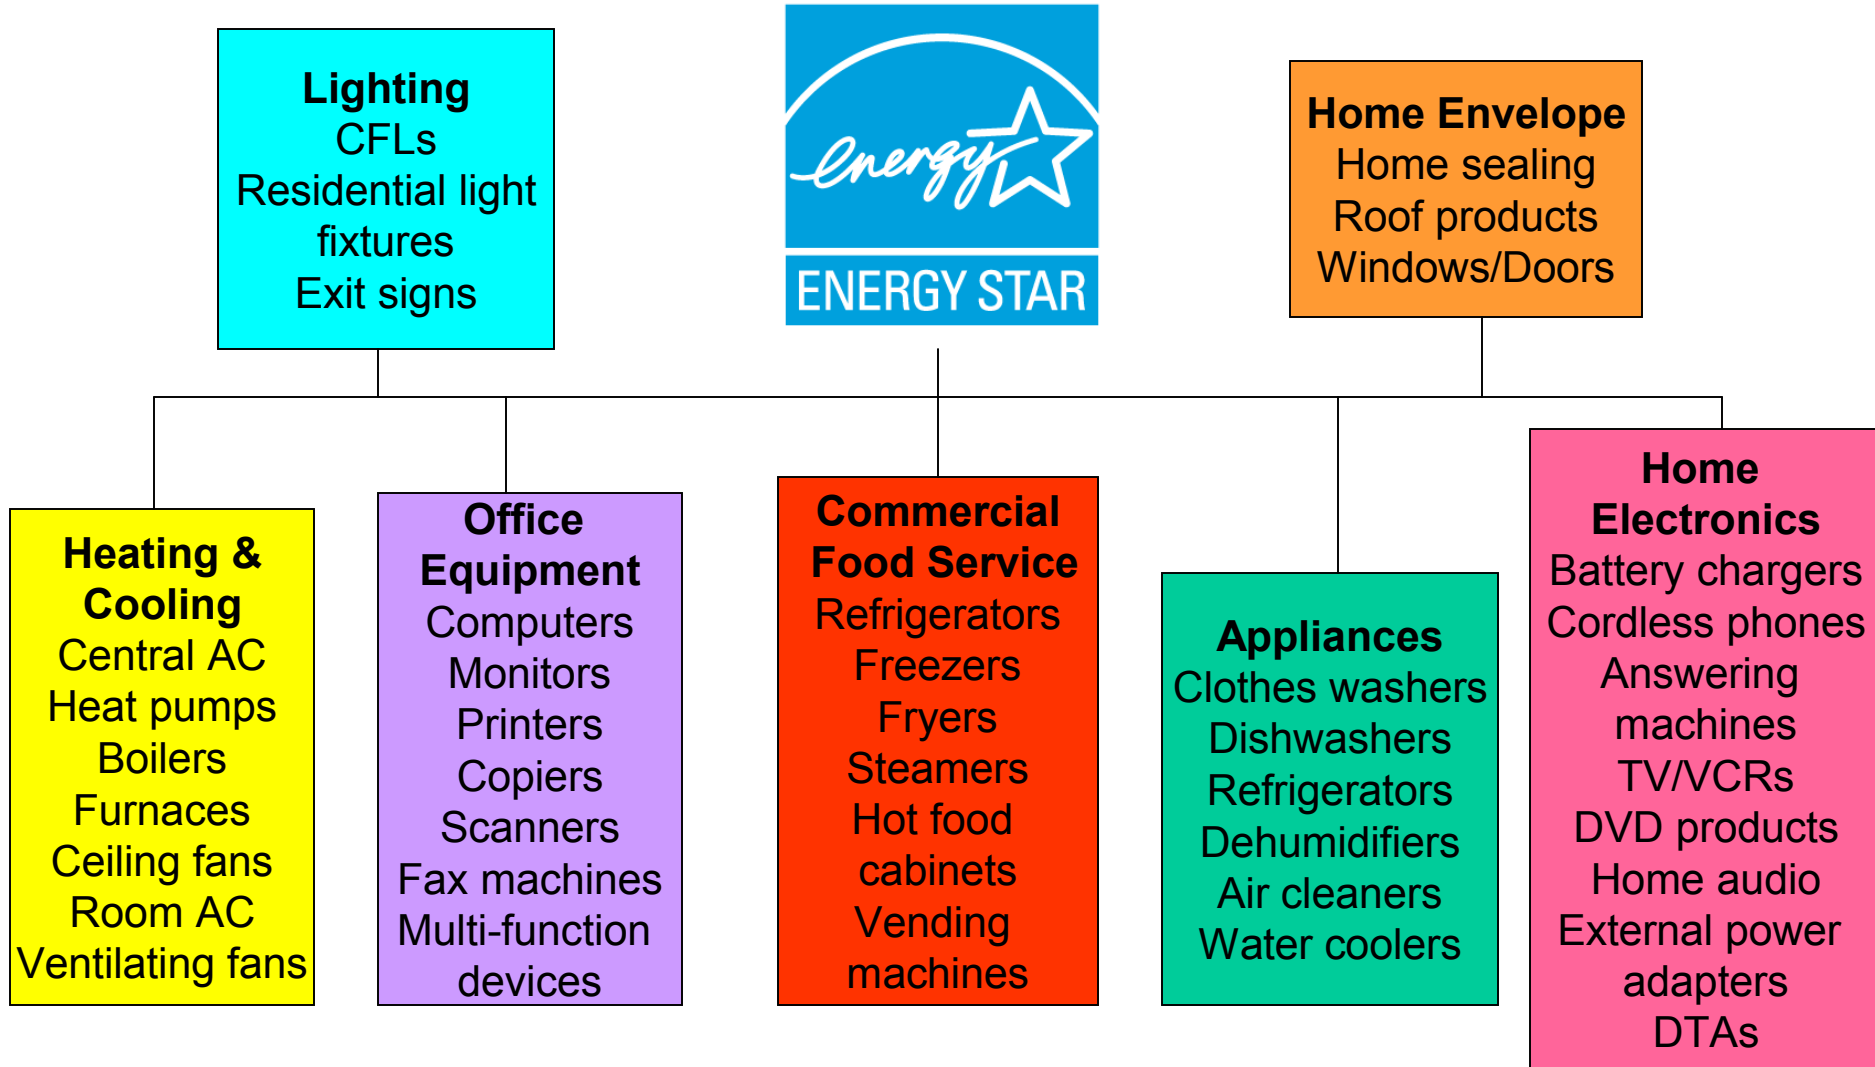 Lighting
CFLs
Residential light
fixtures
Exit signs
energy
ENERGY STAR
Home Envelope
Home sealing
Roof products
Windows/Doors
Heating &
Cooling
Central AC
Heat pumps
Boilers
Furnaces
Ceiling fans
Room AC
Ventilating fans
Office
Equipment
Computers
Monitors
Printers
Copiers
Scanners
Fax machines
Multi-function
devices
Commercial
Food Service
Refrigerators
Freezers
Fryers
Steamers
Hot food
cabinets
Vending
machines
Appliances
Clothes washers
Dishwashers
Refrigerators
Dehumidifiers
Air cleaners
Water coolers
Home
Electronics
Battery chargers
Cordless phones
Answering
machines
TV/VCRs
DVD products
Home audio
External power
adapters
DTAs